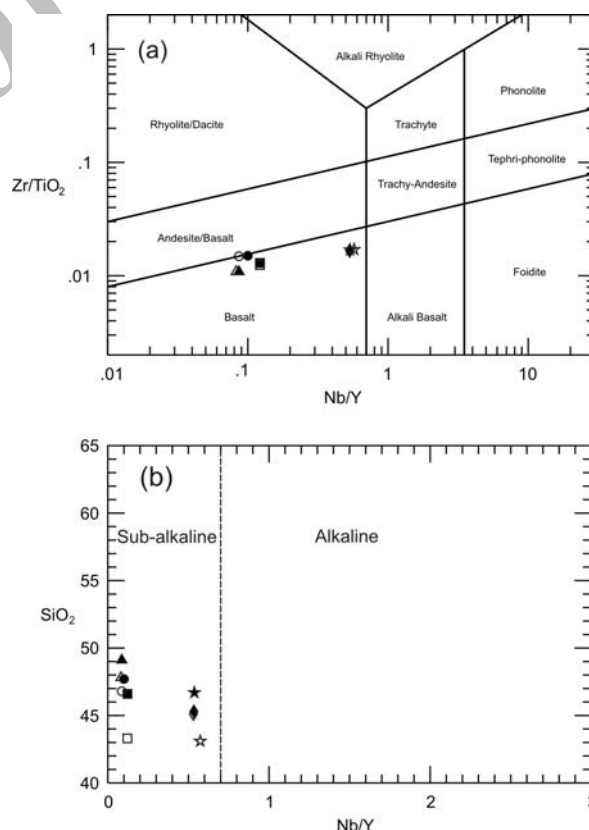 (a)
1
.1
.01
Zr/TiO₂
Alkali Rhyolite
Phonolite
Rhyolite/Dacite
Trachyte
Tephri-phonolite
Trachy-Andesite
Andesite/Basalt
Foidite
Basalt
Alkali Basalt
.01
.1
1
10
Nb/Y
(b)
65
60
55
50
45
40
SiO₂
Sub-alkaline
Alkaline
0
1
2
3
Nb/Y